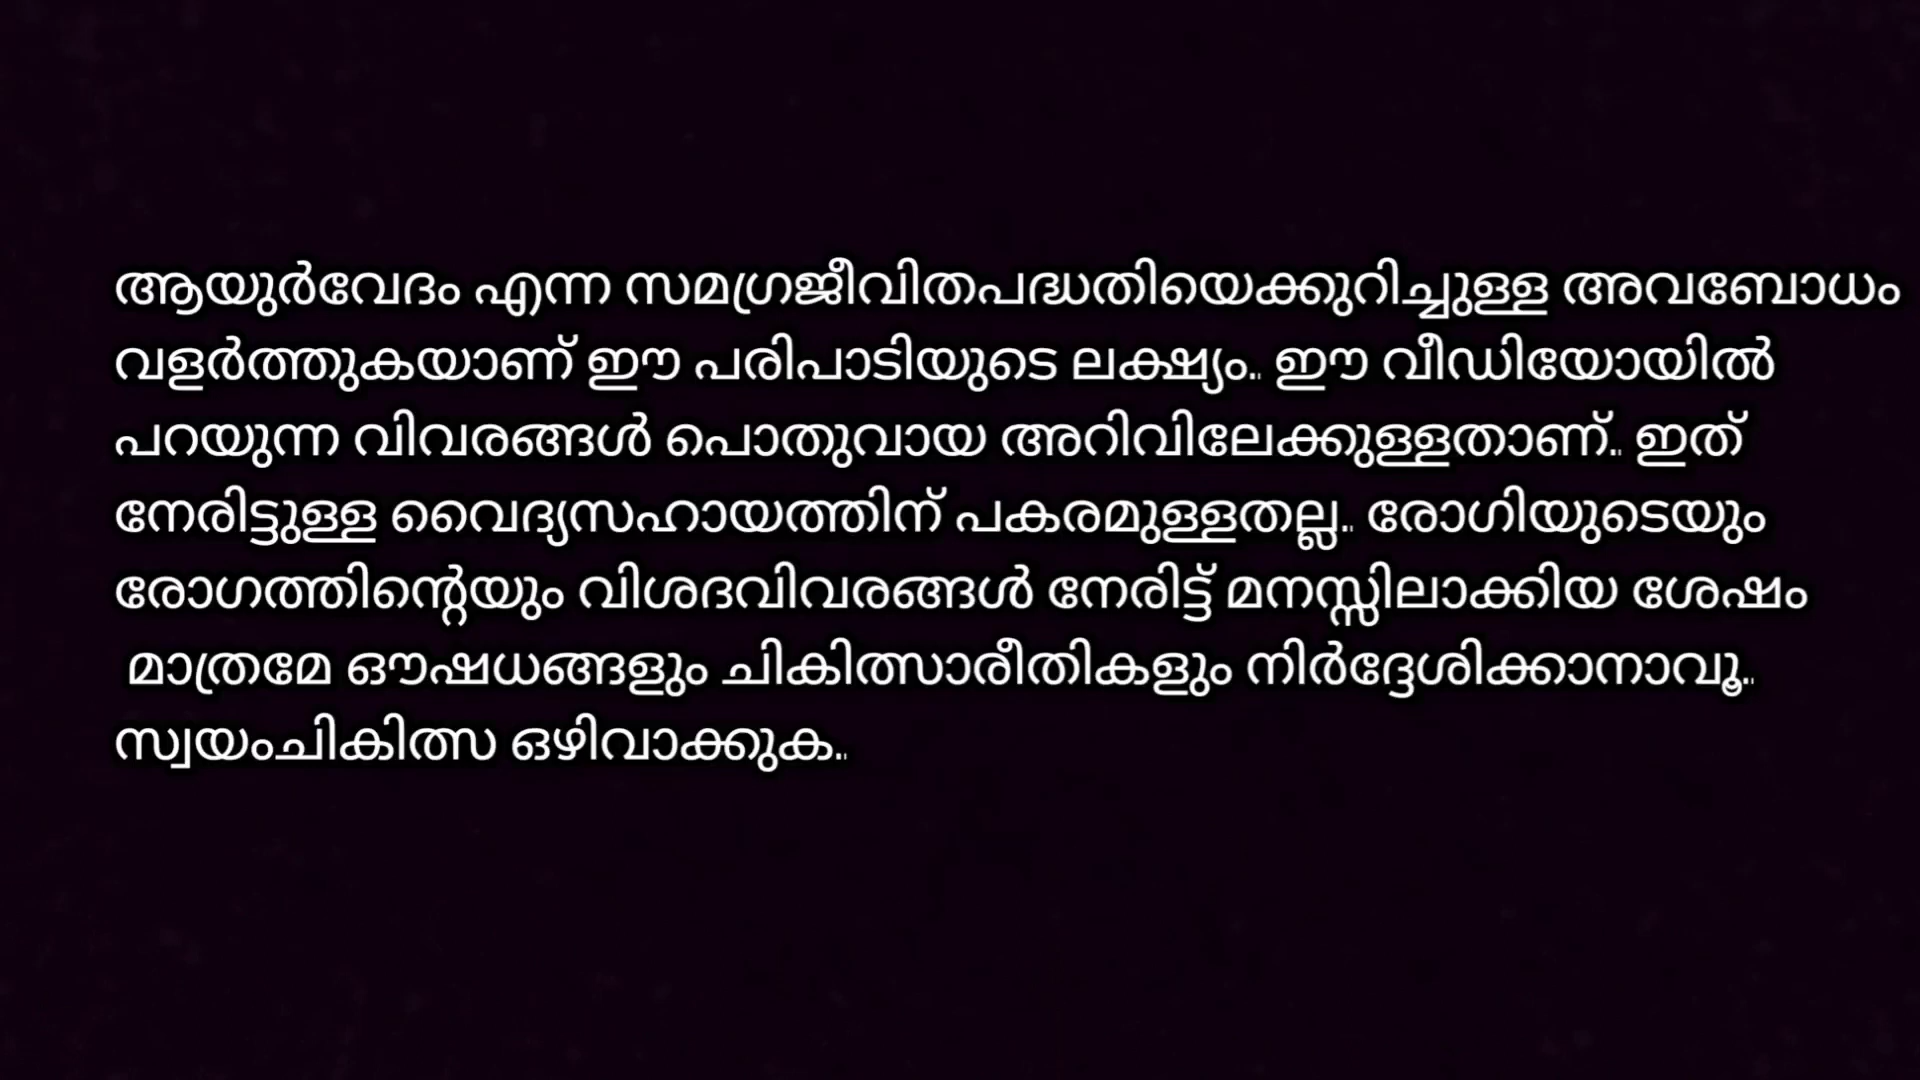 ആയുർവേദം എന്ന സമഗ്രജീവിതപദ്ധതിയെക്കുറിച്ചുള്ള അവബോധം
വളർത്തുകയാണ് ഈ പരിപാടിയുടെ ലക്ഷ്യം.. ഈ വീഡിയോയിൽ
പറയുന്ന വിവരങ്ങൾ പൊതുവായ അറിവിലേക്കുള്ളതാണ്.. ഇത്
നേരിട്ടുള്ള വൈദ്യസഹായത്തിന് പകരമുള്ളതല്ല.. രോഗിയുടെയും
രോഗത്തിന്റെയും വിശദവിവരങ്ങൾ നേരിട്ട് മനസ്സിലാക്കിയ ശേഷം
മാത്രമേ ഔഷധങ്ങളും ചികിത്സാരീതികളും നിർദ്ദേശിക്കാനാവൂ..
സ്വയംചികിത്സ ഒഴിവാക്കുക..